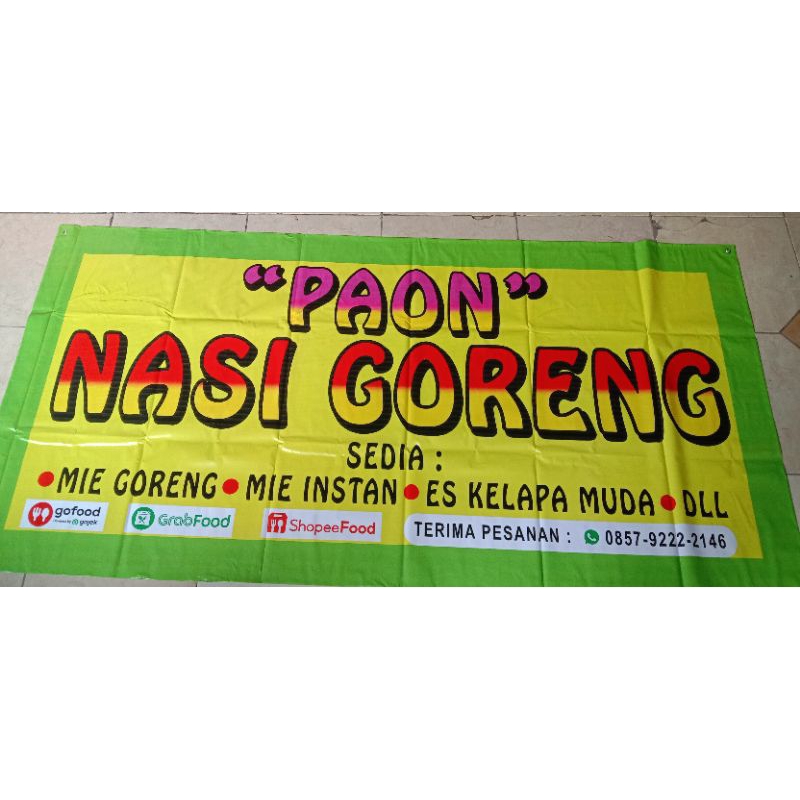 “PAON”
NASI GORENG
SEDIA :
• MIE GORENG • MIE INSTAN • ES KELAPA MUDA • DLL
gofood GrabFood ShopeeFood TERIMA PESANAN : 0857-9222-2146
gojek